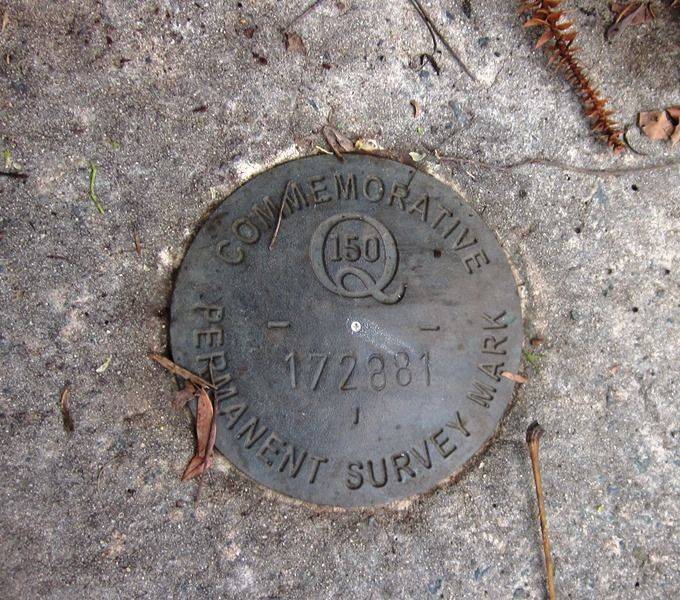 COMMEMORATIVE
Q
150
172881
PERMANENT SURVEY MARK